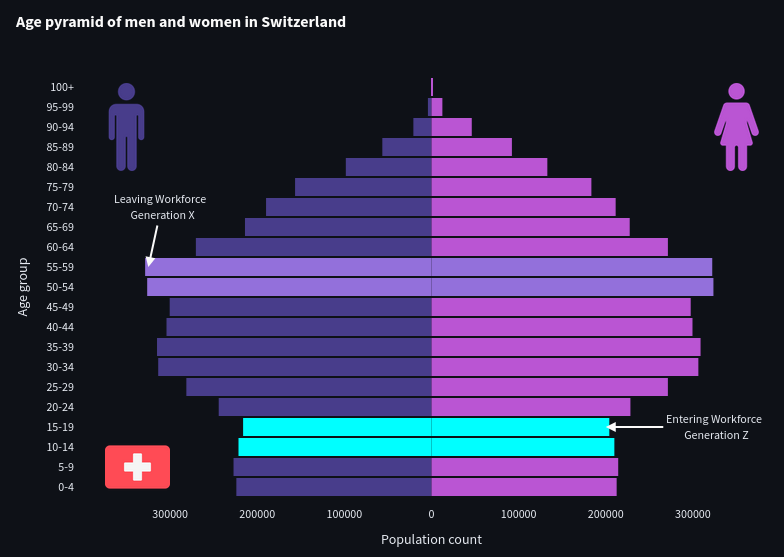 Age pyramid of men and women in Switzerland
100+
95-99
90-94
85-89
80-84
75-79
70-74
65-69
60-64
55-59
50-54
45-49
40-44
35-39
30-34
25-29
20-24
15-19
10-14
5-9
0-4
Age group
Leaving Workforce
Generation X
Entering Workforce
Generation Z
300000 200000 100000 0 100000 200000 300000
Population count